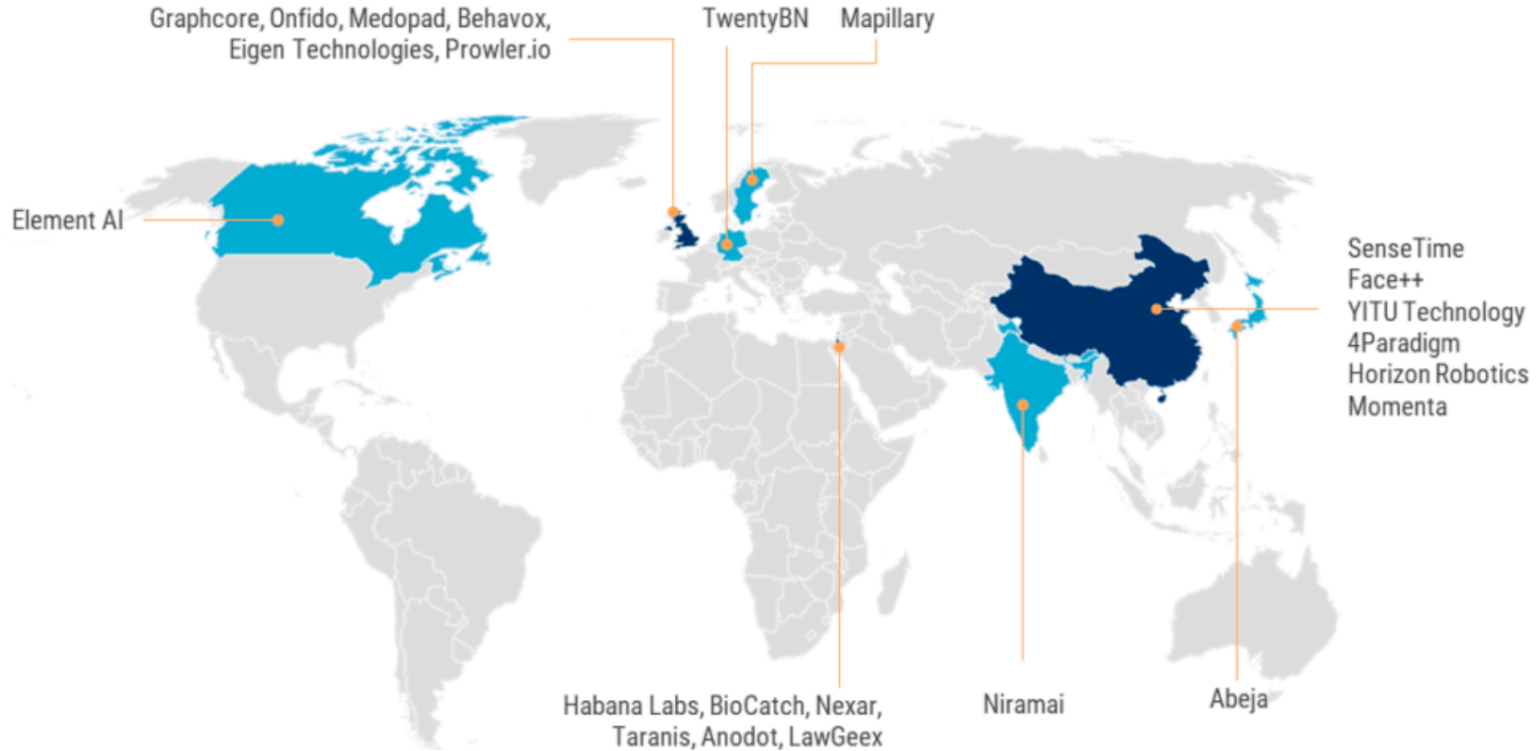 Graphcore, Onfido, Medopad, Behavox,
Eigen Technologies, Prowler.io
TwentyBN
Mapillary
Element AI
SenseTime
Face++
YITU Technology
4Paradigm
Horizon Robotics
Momenta
Habana Labs, BioCatch, Nexar,
Taranis, Anodot, LawGeex
Niramai
Abeja